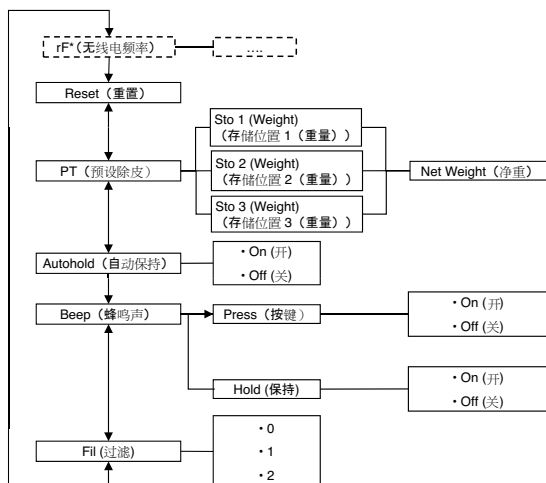 rF*（无线电频率）
....
Reset（重置）
Sto 1 (Weight)
（存储位置 1（重量））
PT（预设除皮）
Sto 2 (Weight)
（存储位置 2（重量））
Net Weight（净重）
Sto 3 (Weight)
（存储位置 3（重量））
Autohold（自动保持）
・On (开)
・Off (关)
Beep（蜂鸣声）
Press（按键）
・On (开)
・Off (关)
Hold (保持)
・On (开)
・Off (关)
Fil (过滤)
・0
・1
・2